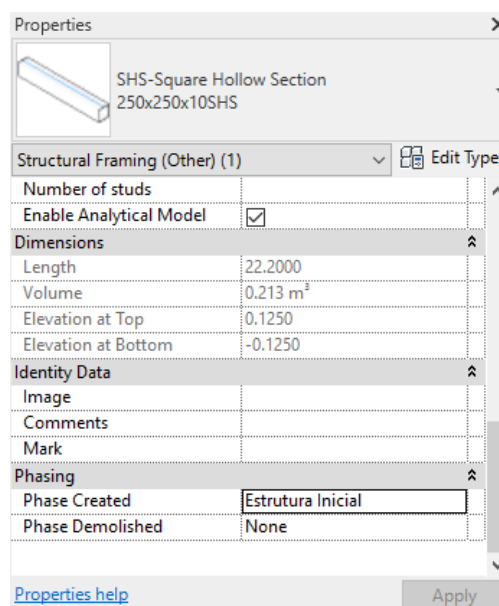 Properties
SHS-Square Hollow Section
250x250x10SHS
Structural Framing (Other) (1)
Edit Type
Number of studs
Enable Analytical Model
Dimensions
Length 22.2000
Volume 0.213 m³
Elevation at Top 0.1250
Elevation at Bottom -0.1250
Identity Data
Image
Comments
Mark
Phasing
Phase Created Estrutura Inicial
Phase Demolished None
Properties help Apply